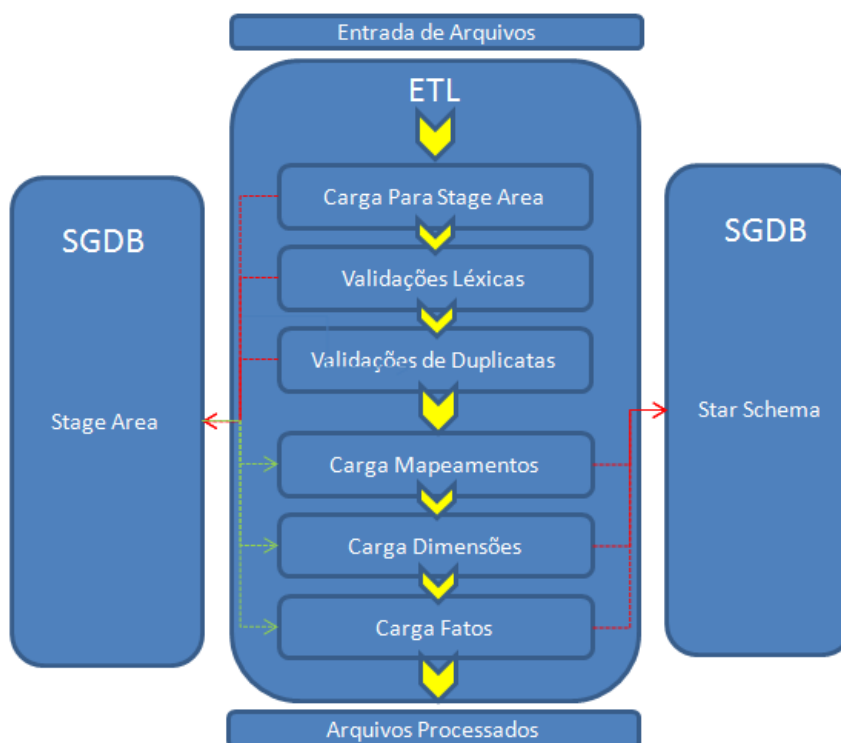 Entrada de Arquivos
ETL
Carga Para Stage Area
Validações Léxicas
Validações de Duplicatas
Carga Mapeamentos
Carga Dimensões
Carga Fatos
Arquivos Processados
SGDB
Stage Area
SGDB
Star Schema